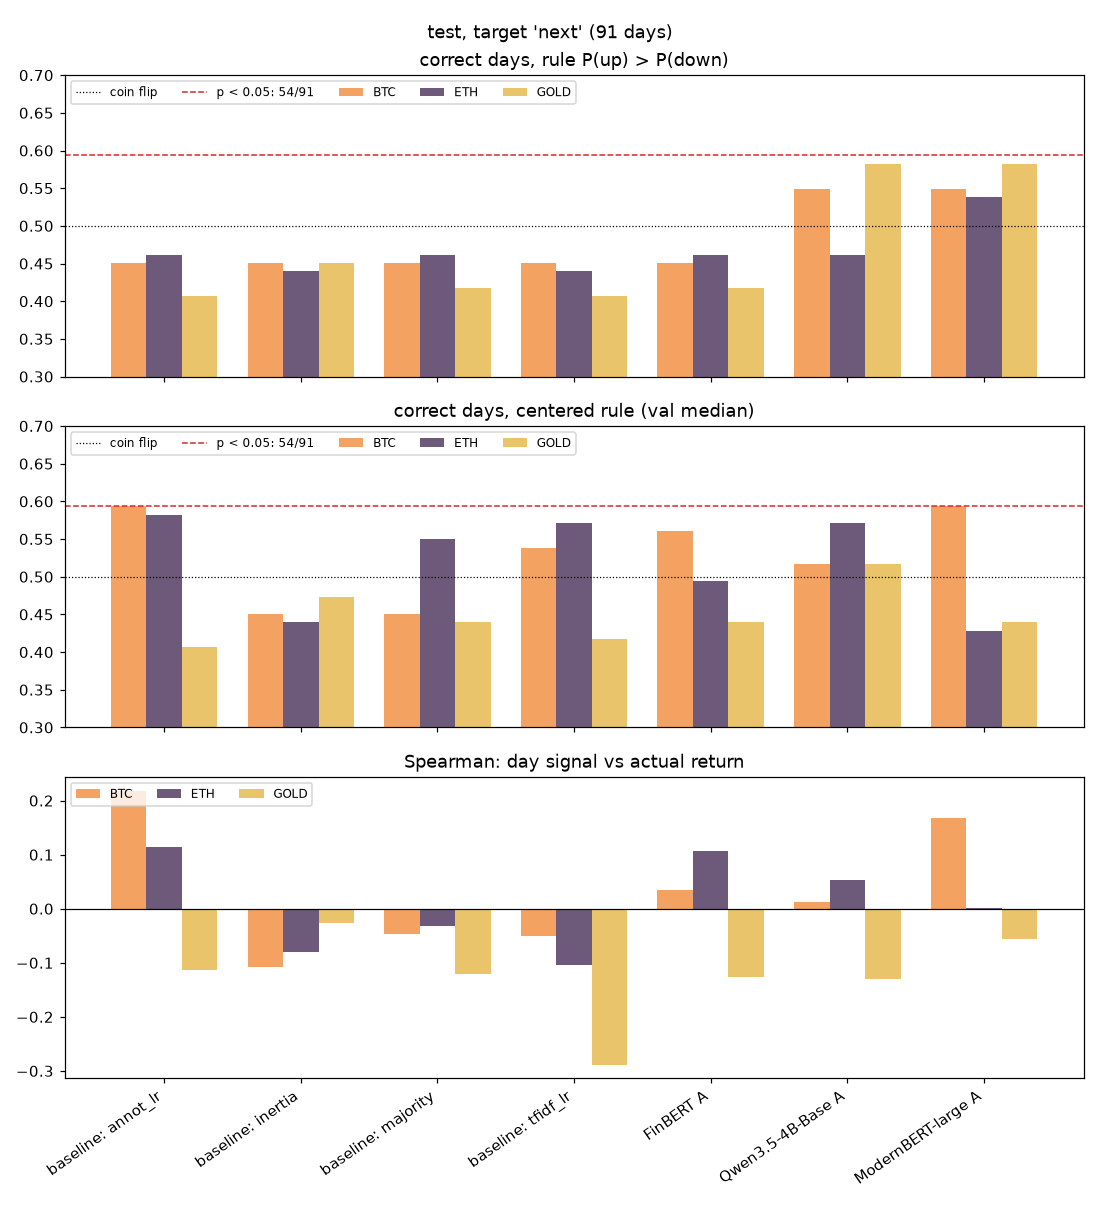 test, target 'next' (91 days)
correct days, rule P(up) > P(down)
coin flip
p < 0.05: 54/91
BTC
ETH
GOLD
0.70
0.65
0.60
0.55
0.50
0.45
0.40
0.35
0.30
correct days, centered rule (val median)
coin flip
p < 0.05: 54/91
BTC
ETH
GOLD
0.70
0.65
0.60
0.55
0.50
0.45
0.40
0.35
0.30
Spearman: day signal vs actual return
BTC
ETH
GOLD
0.2
0.1
0.0
−0.1
−0.2
−0.3
baseline: annot_lr
baseline: inertia
baseline: majority
baseline: tfidf_lr
FinBERT A
Qwen3.5-4B-Base A
ModernBERT-large A